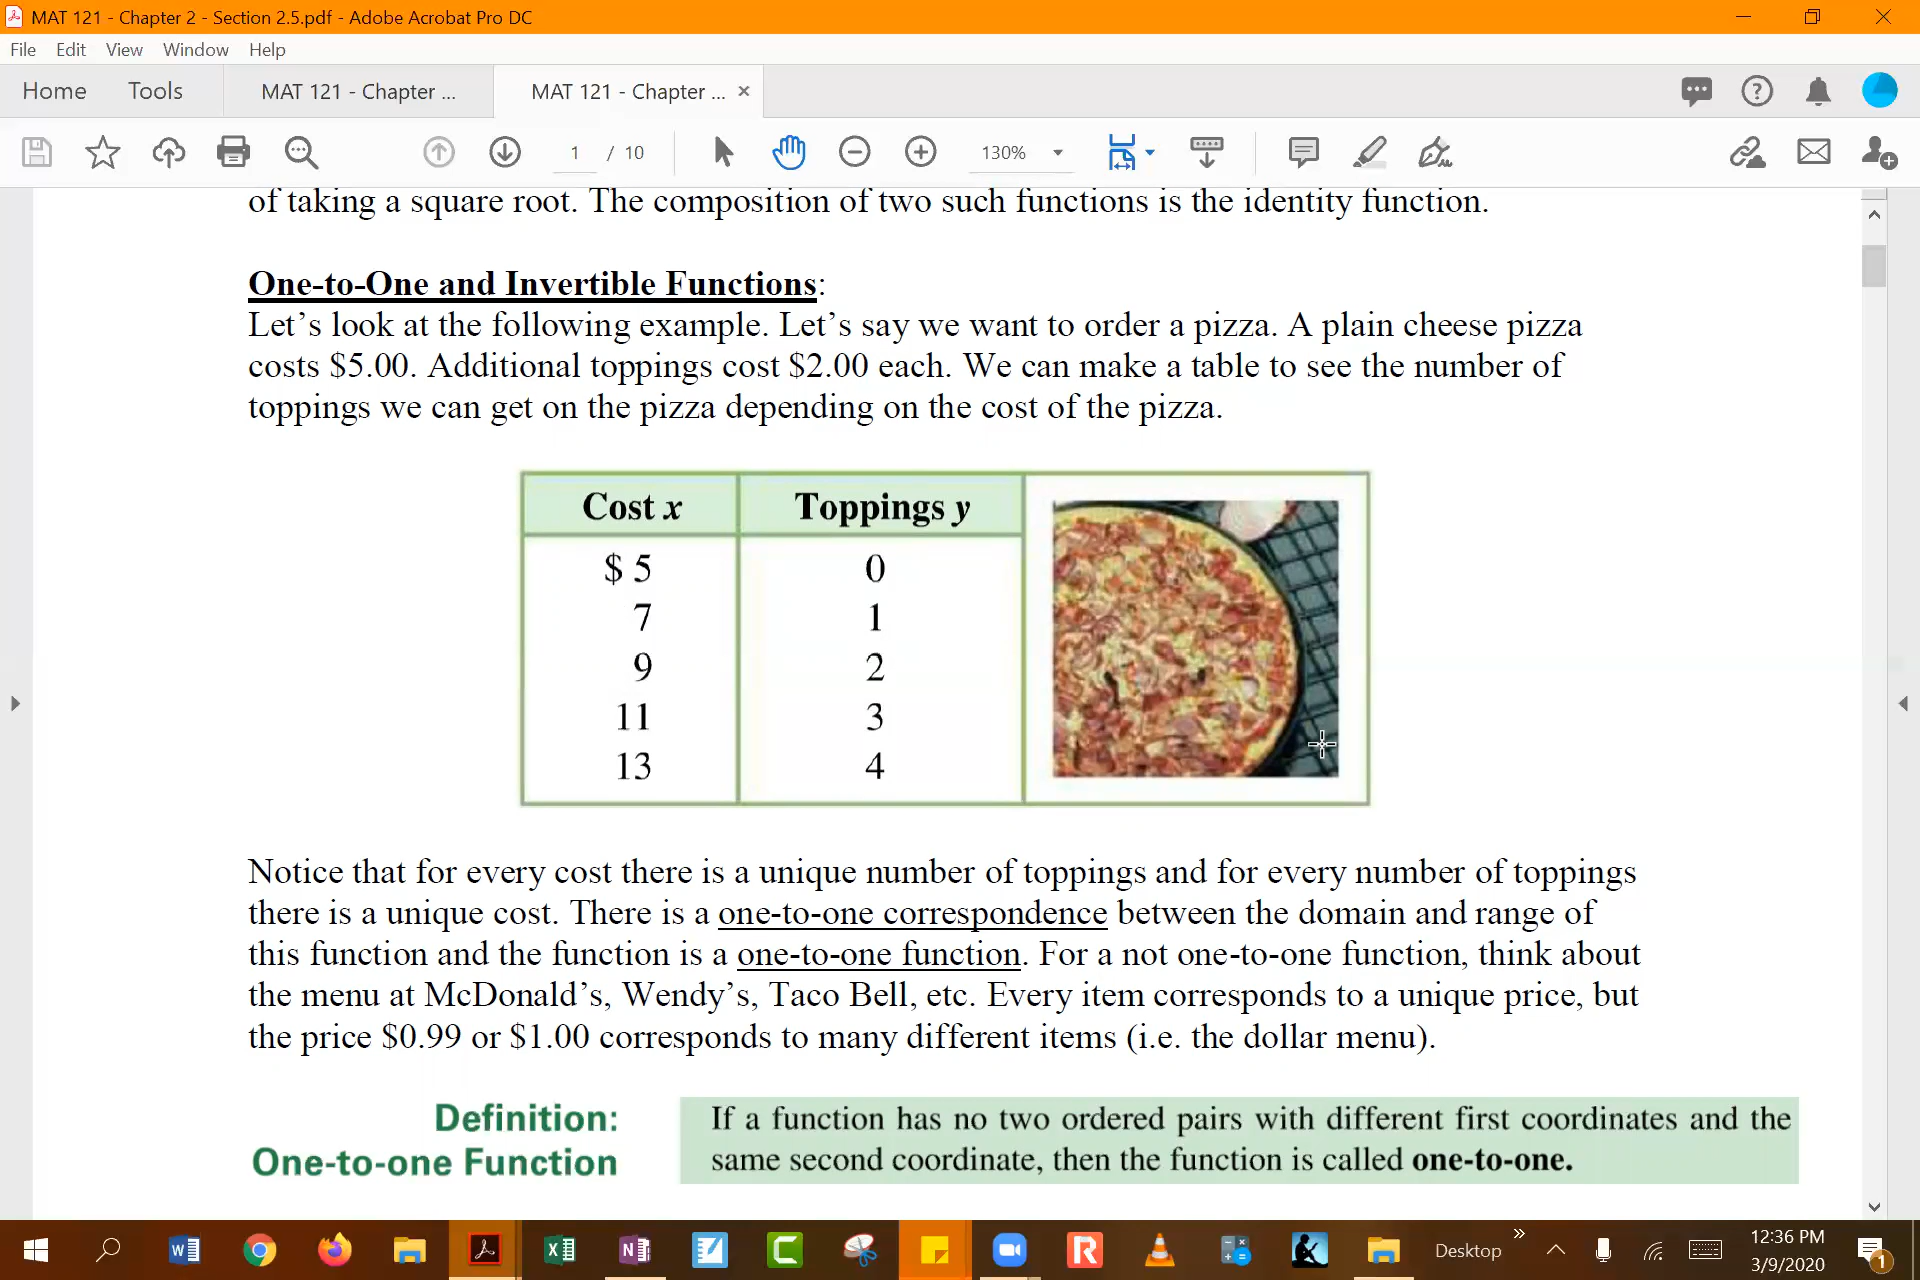 MAT 121 - Chapter 2 - Section 2.5.pdf - Adobe Acrobat Pro DC
File Edit View Window Help
Home Tools MAT 121 - Chapter ... MAT 121 - Chapter ... ×
1 / 10 130%
of taking a square root. The composition of two such functions is the identity function.
One-to-One and Invertible Functions:
Let’s look at the following example. Let’s say we want to order a pizza. A plain cheese pizza
costs $5.00. Additional toppings cost $2.00 each. We can make a table to see the number of
toppings we can get on the pizza depending on the cost of the pizza.
Cost x Toppings y
$ 5 0
7 1
9 2
11 3
13 4
Notice that for every cost there is a unique number of toppings and for every number of toppings
there is a unique cost. There is a one-to-one correspondence between the domain and range of
this function and the function is a one-to-one function. For a not one-to-one function, think about
the menu at McDonald’s, Wendy’s, Taco Bell, etc. Every item corresponds to a unique price, but
the price $0.99 or $1.00 corresponds to many different items (i.e. the dollar menu).
Definition:
One-to-one Function
If a function has no two ordered pairs with different first coordinates and the
same second coordinate, then the function is called one-to-one.
Desktop
12:36 PM
3/9/2020
1